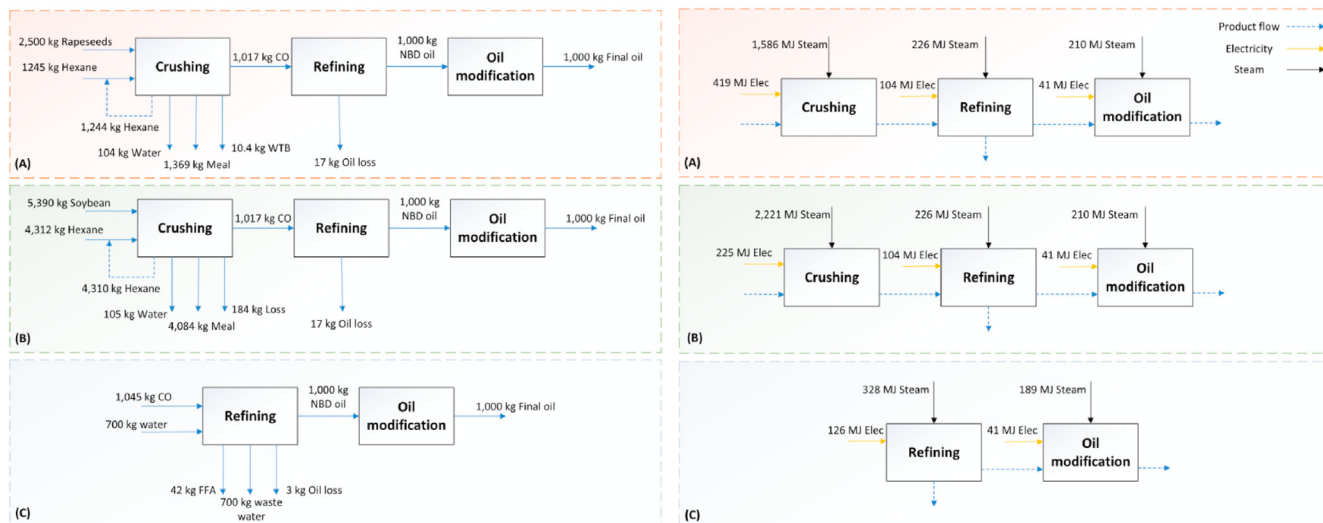 2,500 kg Rapeseeds
1245 kg Hexane
Crushing
1,017 kg CO
Refining
1,000 kg
NBD oil
Oil
modification
1,000 kg Final oil
1,244 kg Hexane
104 kg Water
1,369 kg Meal
10.4 kg WTB
17 kg Oil loss
(A)
5,390 kg Soybean
4,312 kg Hexane
Crushing
1,017 kg CO
Refining
1,000 kg
NBD oil
Oil
modification
1,000 kg Final oil
4,310 kg Hexane
105 kg Water
4,084 kg Meal
184 kg Loss
17 kg Oil loss
(B)
1,045 kg CO
700 kg water
Refining
1,000 kg
NBD oil
Oil
modification
1,000 kg Final oil
42 kg FFA
700 kg waste
water
3 kg Oil loss
(C)
Product flow
Electricity
Steam
1,586 MJ Steam
226 MJ Steam
210 MJ Steam
419 MJ Elec
Crushing
104 MJ Elec
Refining
41 MJ Elec
Oil
modification
(A)
2,221 MJ Steam
226 MJ Steam
210 MJ Steam
225 MJ Elec
Crushing
104 MJ Elec
Refining
41 MJ Elec
Oil
modification
(B)
328 MJ Steam
189 MJ Steam
126 MJ Elec
Refining
41 MJ Elec
Oil
modification
(C)